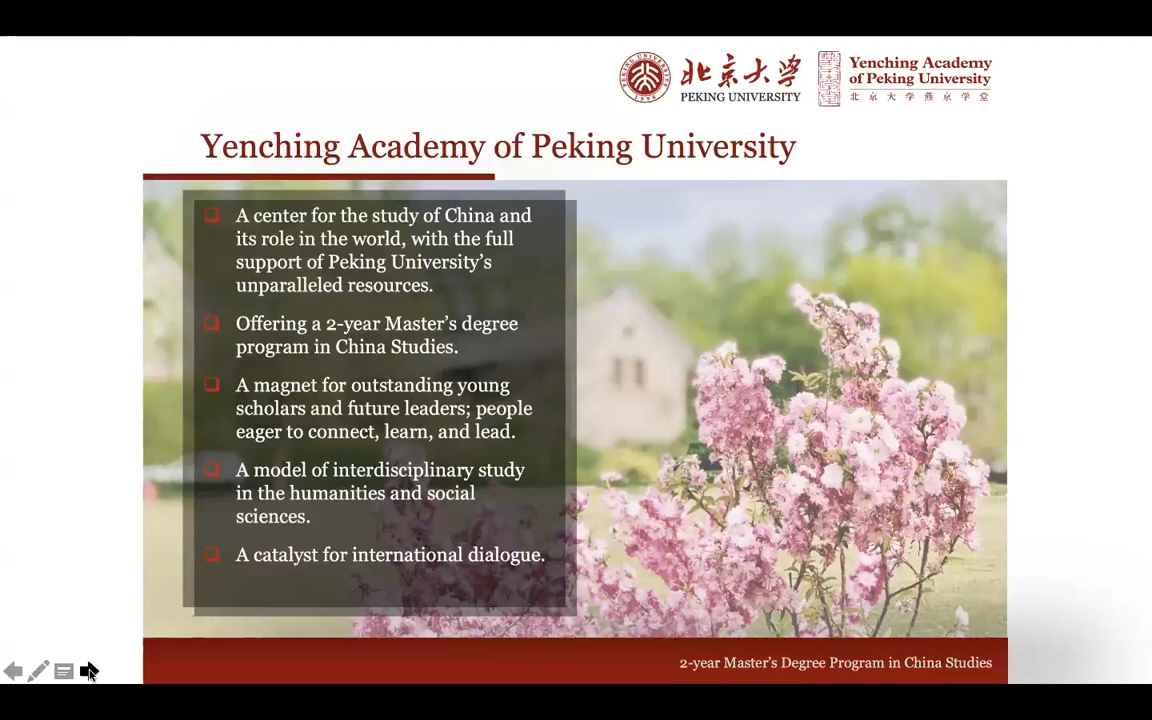 北京大学
PEKING UNIVERSITY
PEKING UNIVERSITY
1898
Yenching Academy
of Peking University
北京大学燕京学堂
Yenching Academy of Peking University
A center for the study of China and
its role in the world, with the full
support of Peking University’s
unparalleled resources.
Offering a 2-year Master’s degree
program in China Studies.
A magnet for outstanding young
scholars and future leaders; people
eager to connect, learn, and lead.
A model of interdisciplinary study
in the humanities and social
sciences.
A catalyst for international dialogue.
2-year Master’s Degree Program in China Studies